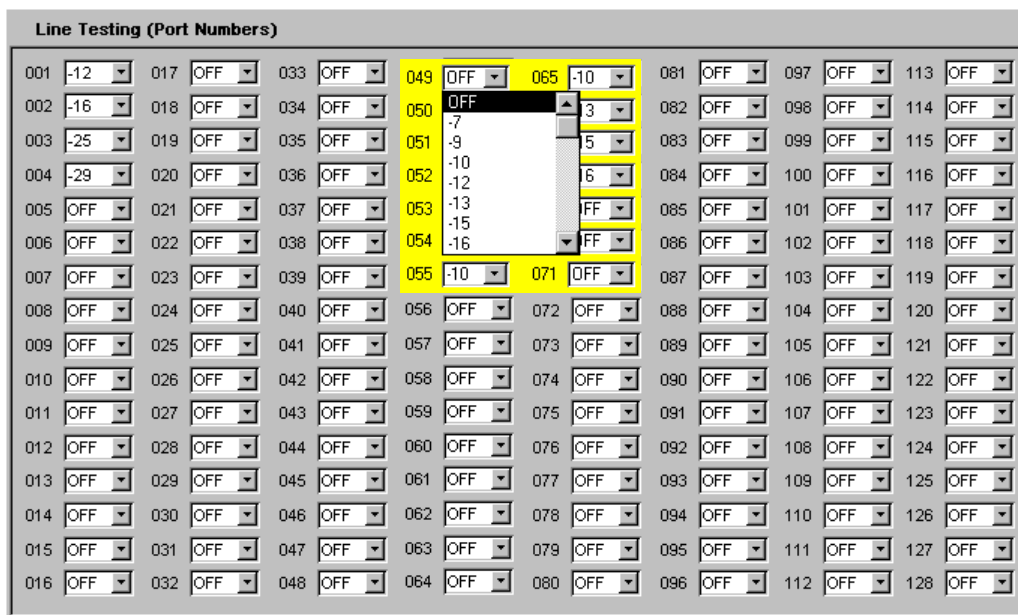 Line Testing (Port Numbers)
001 -12 017 OFF 033 OFF 049 OFF 065 -10 081 OFF 097 OFF 113 OFF
002 -16 018 OFF 034 OFF 050 13 082 OFF 098 OFF 114 OFF
003 -25 019 OFF 035 OFF 051 15 083 OFF 099 OFF 115 OFF
004 -29 020 OFF 036 OFF 052 16 084 OFF 100 OFF 116 OFF
005 OFF 021 OFF 037 OFF 053 FF 085 OFF 101 OFF 117 OFF
006 OFF 022 OFF 038 OFF 054 FF 086 OFF 102 OFF 118 OFF
007 OFF 023 OFF 039 OFF 055 -10 071 OFF 087 OFF 103 OFF 119 OFF
008 OFF 024 OFF 040 OFF 056 OFF 072 OFF 088 OFF 104 OFF 120 OFF
009 OFF 025 OFF 041 OFF 057 OFF 073 OFF 089 OFF 105 OFF 121 OFF
010 OFF 026 OFF 042 OFF 058 OFF 074 OFF 090 OFF 106 OFF 122 OFF
011 OFF 027 OFF 043 OFF 059 OFF 075 OFF 091 OFF 107 OFF 123 OFF
012 OFF 028 OFF 044 OFF 060 OFF 076 OFF 092 OFF 108 OFF 124 OFF
013 OFF 029 OFF 045 OFF 061 OFF 077 OFF 093 OFF 109 OFF 125 OFF
014 OFF 030 OFF 046 OFF 062 OFF 078 OFF 094 OFF 110 OFF 126 OFF
015 OFF 031 OFF 047 OFF 063 OFF 079 OFF 095 OFF 111 OFF 127 OFF
016 OFF 032 OFF 048 OFF 064 OFF 080 OFF 096 OFF 112 OFF 128 OFF
OFF
-7
-9
-10
-12
-13
-15
-16